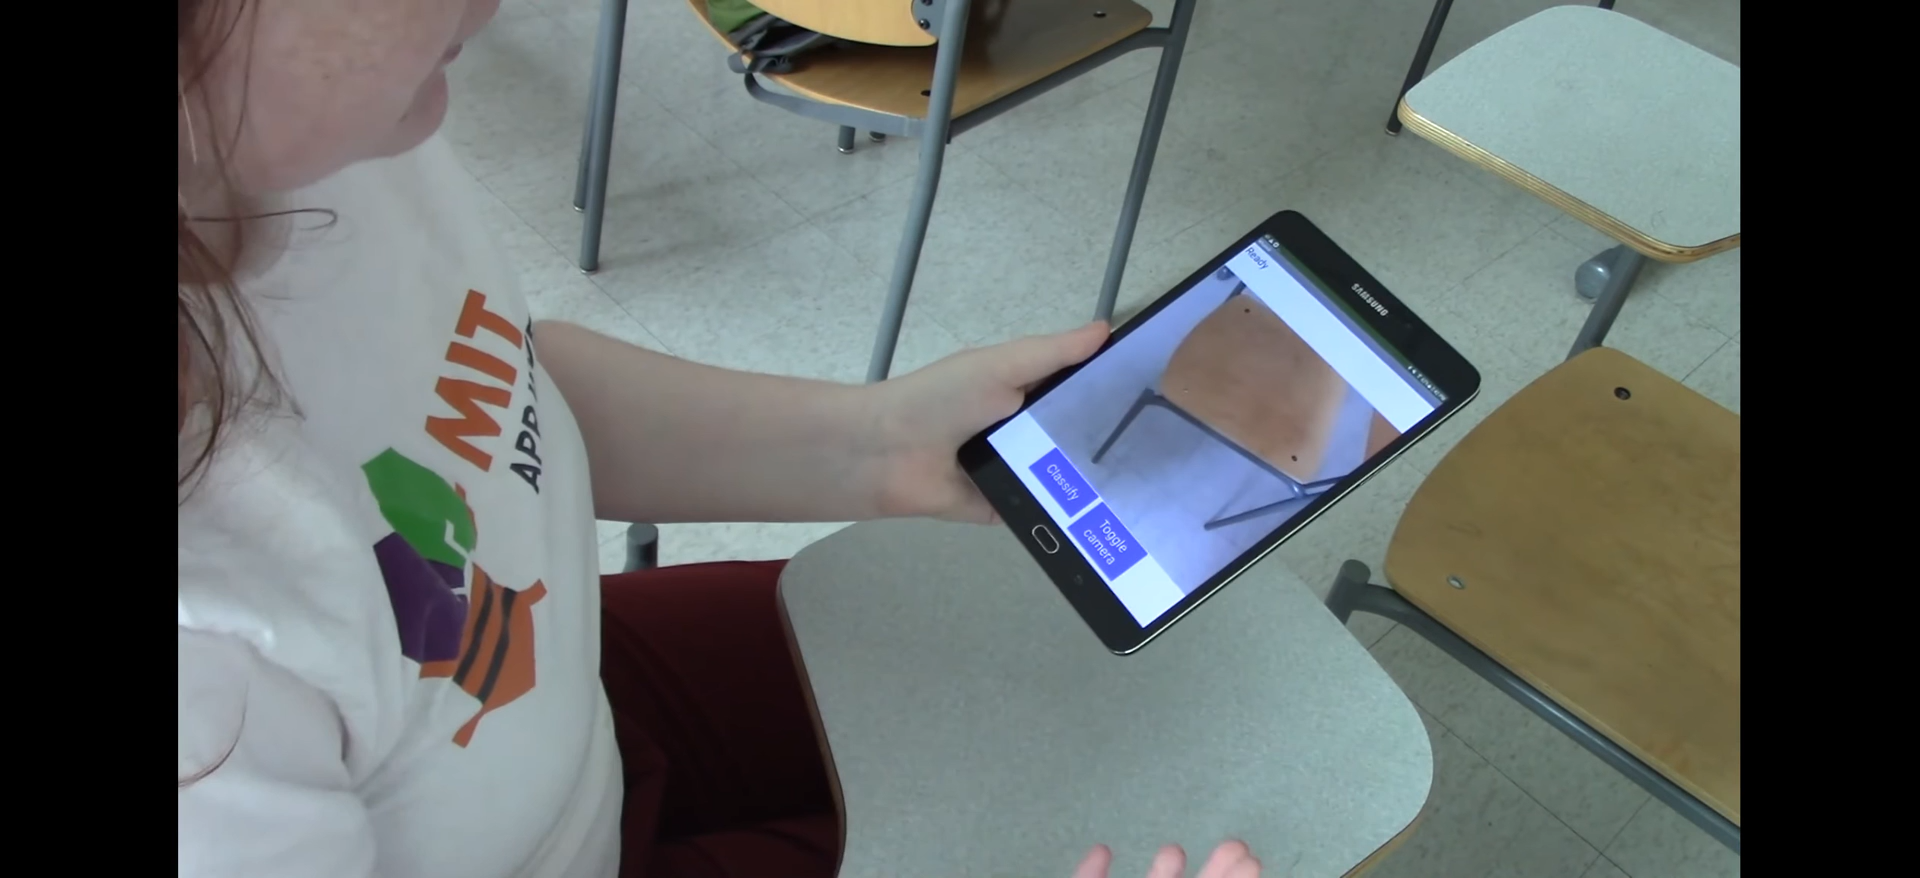 MIT
APP
SAMSUNG
Ready
Classify
Toggle
camera